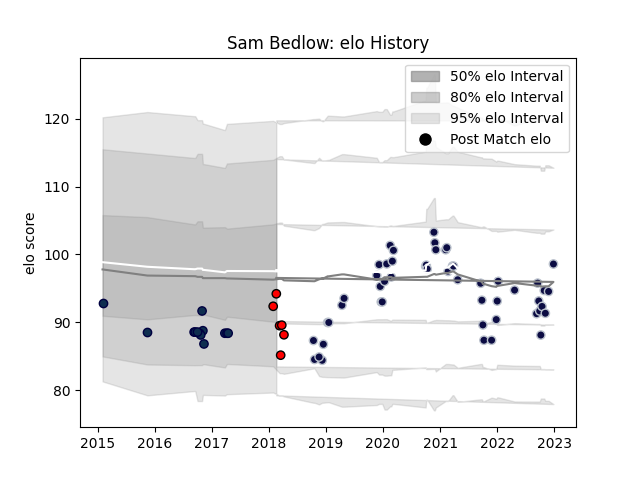 Sam Bedlow: elo History
50% elo Interval
80% elo Interval
95% elo Interval
Post Match elo
elo score
120
110
100
90
80
2015 2016 2017 2018 2019 2020 2021 2022 2023